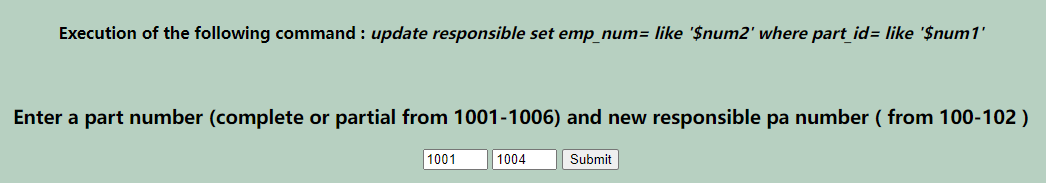 Execution of the following command : update responsible set emp_num= like '$num2' where part_id= like '$num1'
Enter a part number (complete or partial from 1001-1006) and new responsible pa number ( from 100-102 )
1001 1004 Submit